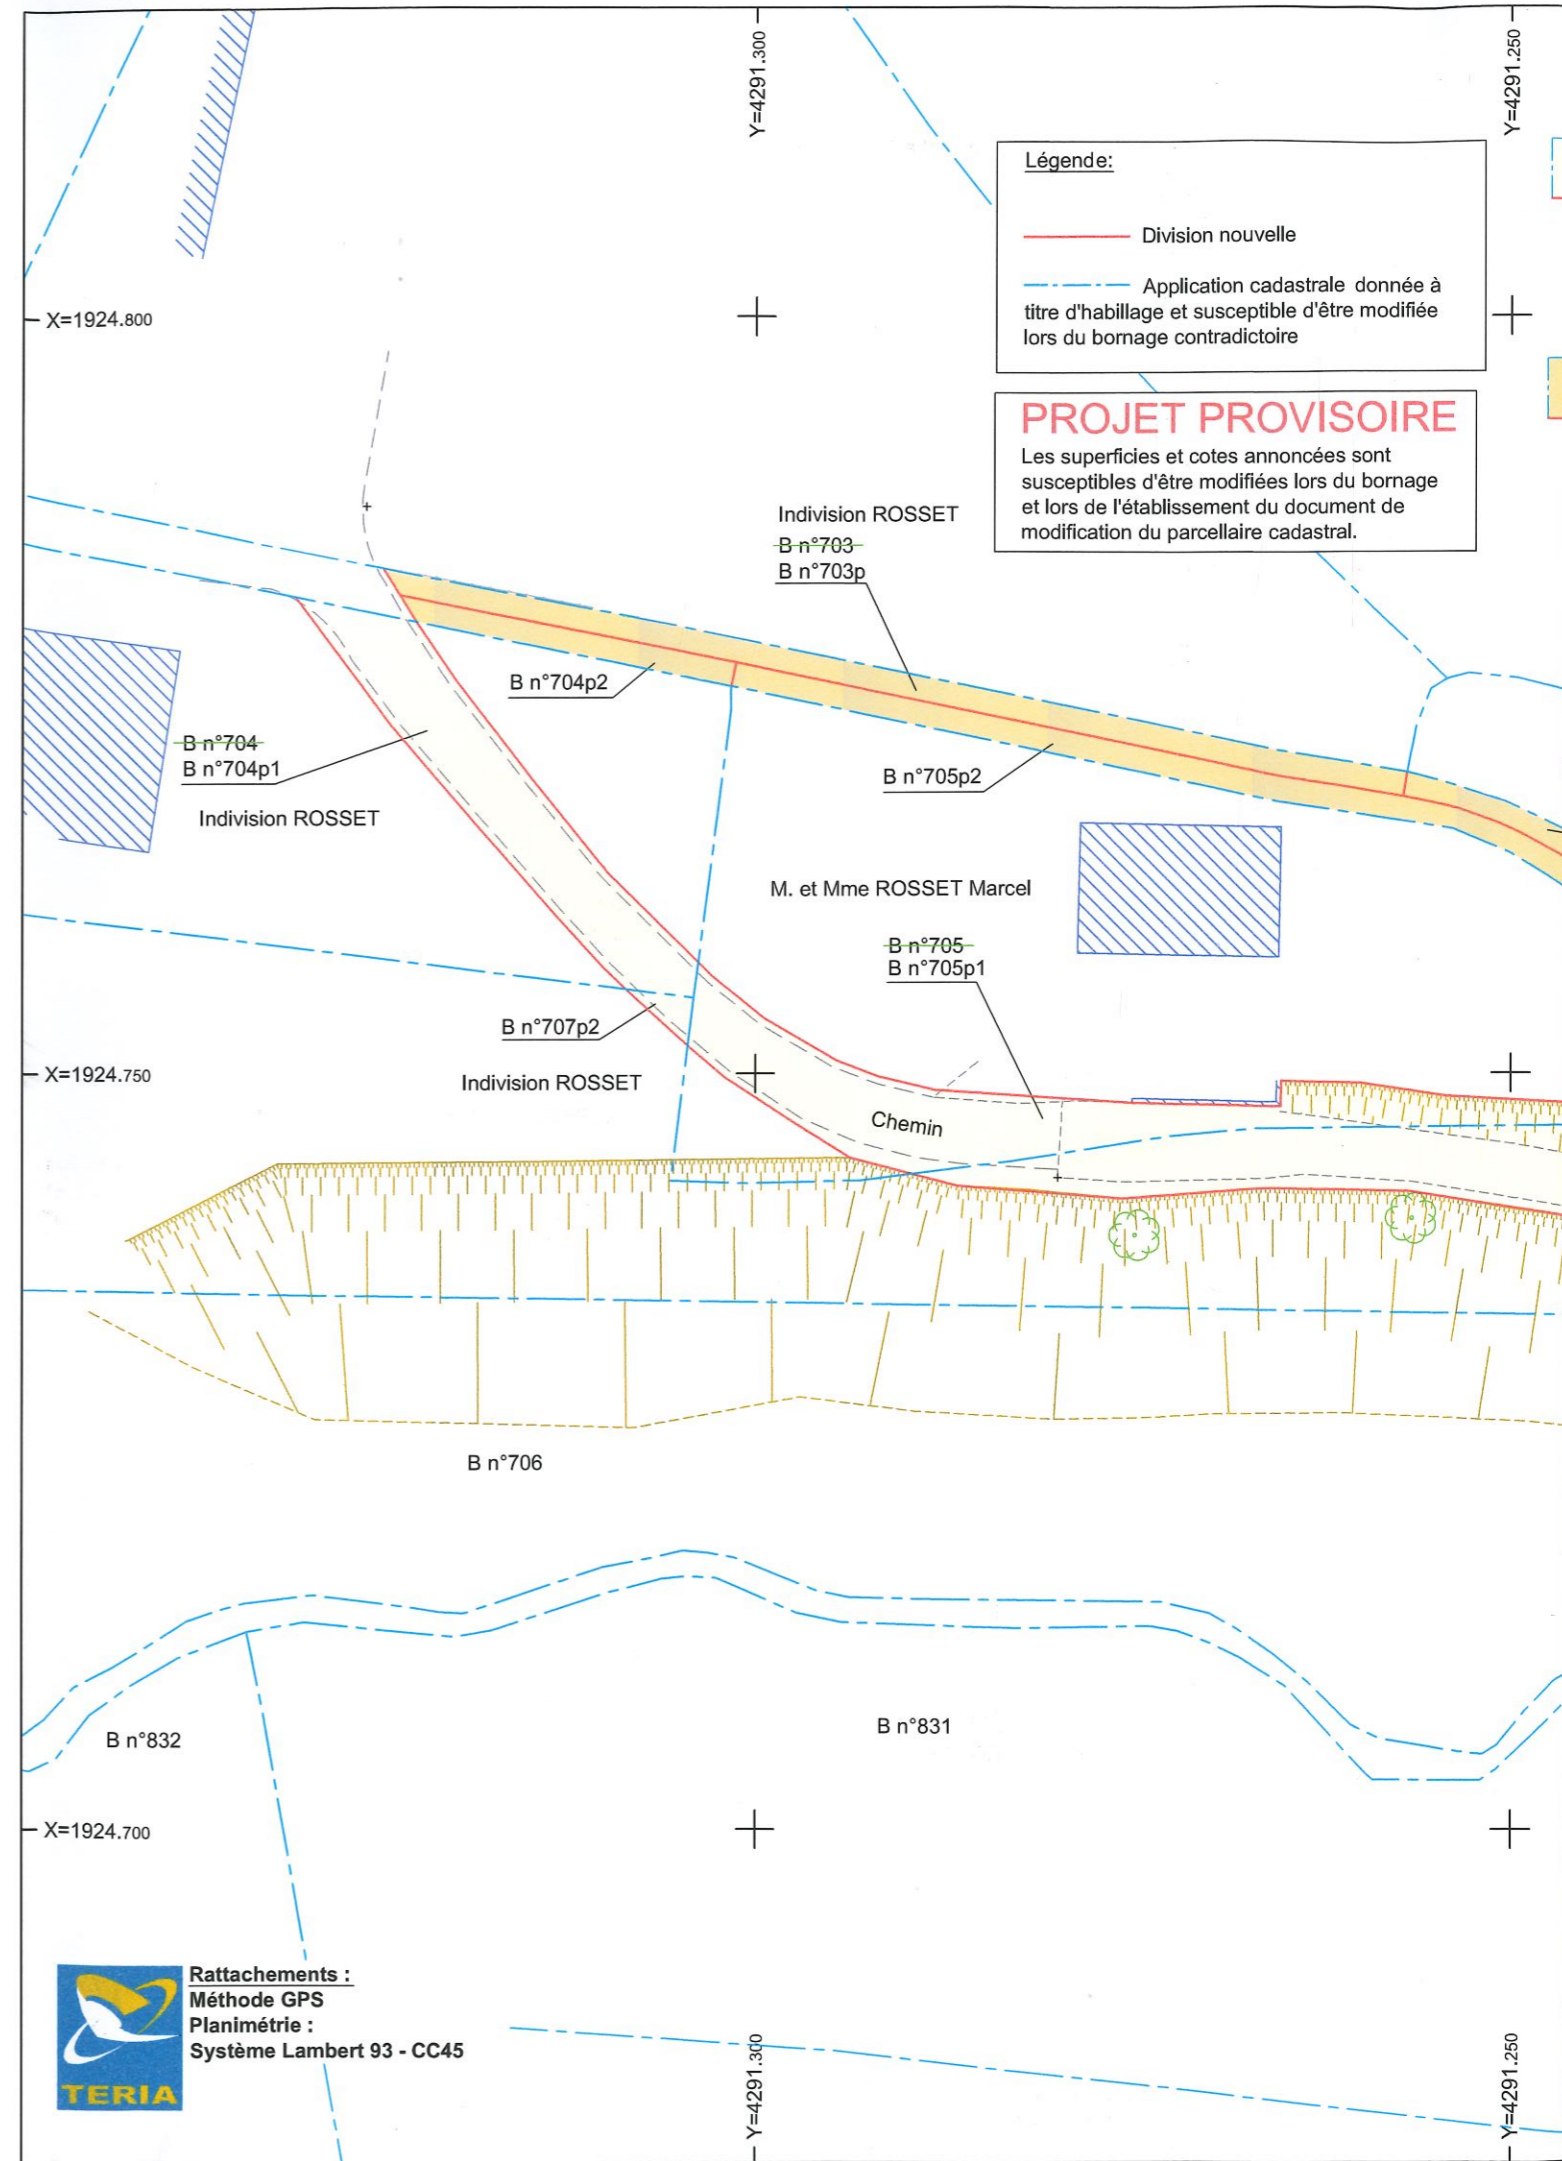 Y=4291.300
Y=4291.250
Légende:
Division nouvelle
Application cadastrale donnée à
titre d'habillage et susceptible d'être modifiée
lors du bornage contradictoire
X=1924.800
PROJET PROVISOIRE
Les superficies et cotes annoncées sont
susceptibles d'être modifiées lors du bornage
et lors de l'établissement du document de
modification du parcellaire cadastral.
Indivision ROSSET
B n°703
B n°703p
B n°704p2
B n°704
B n°704p1
Indivision ROSSET
B n°705p2
M. et Mme ROSSET Marcel
B n°705
B n°705p1
B n°707p2
Indivision ROSSET
X=1924.750
Chemin
B n°706
B n°832
B n°831
X=1924.700
Rattachements :
Méthode GPS
Planimétrie :
Système Lambert 93 - CC45
TERIA
Y=4291.300
Y=4291.250